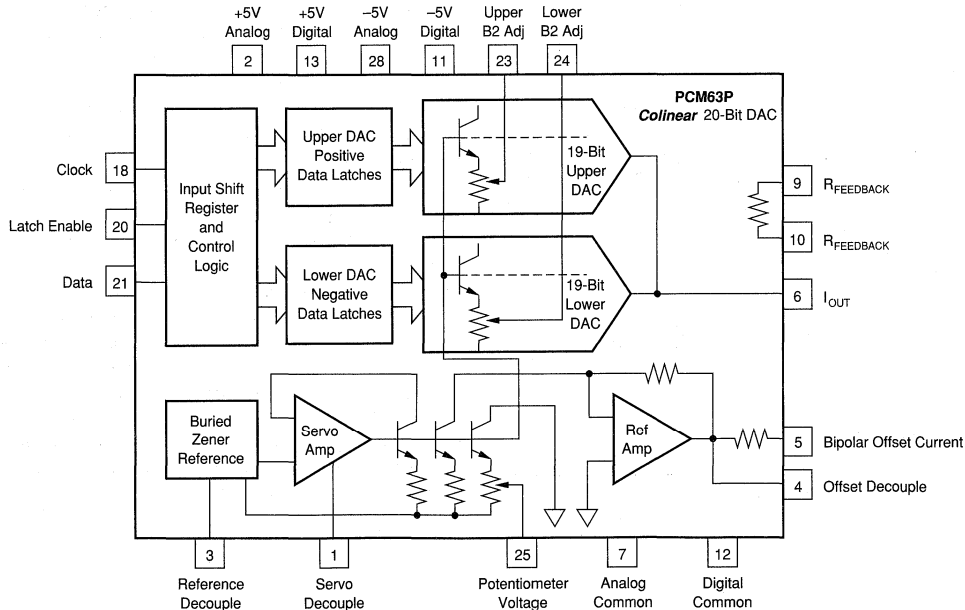 +5V
Analog
+5V
Digital
–5V
Analog
–5V
Digital
Upper
B2 Adj
Lower
B2 Adj
2
13
28
11
23
24
PCM63P
Colinear 20-Bit DAC
Clock
18
Latch Enable
20
Data
21
Input Shift
Register
and
Control
Logic
Upper DAC
Positive
Data Latches
19-Bit
Upper
DAC
Lower DAC
Negative
Data Latches
19-Bit
Lower
DAC
9
RFEEDBACK
10
RFEEDBACK
6
IOUT
Buried
Zener
Reference
Servo
Amp
Ref
Amp
5
Bipolar Offset Current
4
Offset Decouple
3
1
25
7
12
Reference
Decouple
Servo
Decouple
Potentiometer
Voltage
Analog
Common
Digital
Common